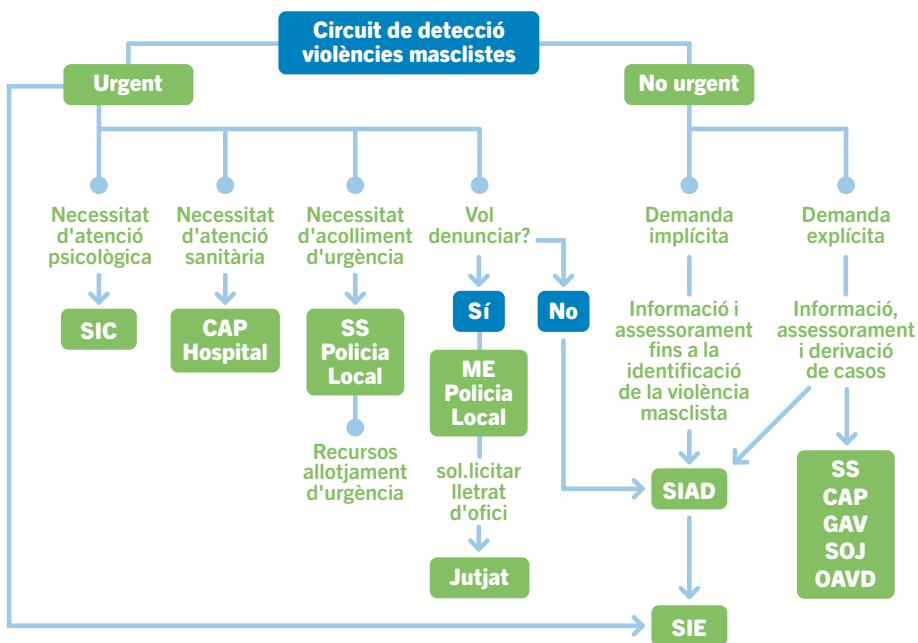 Circuit de detecció
violències masclistes
Urgent
No urgent
Necessitat
d'atenció
psicològica
SIC
Necessitat
d'atenció
sanitària
CAP
Hospital
Necessitat
d'acolliment
d'urgència
SS
Policia
Local
Recursos
allotjament
d'urgència
Vol
denunciar?
Sí
ME
Policia
Local
sol.licitar
lletrat
d'ofici
Jutjat
No
Demanda
implícita
Informació i
assessorament
fins a la
identificació
de la violència
masclista
SIAD
SIE
Demanda
explícita
Informació,
assessorament
i derivació
de casos
SS
CAP
GAV
SOJ
OAVD